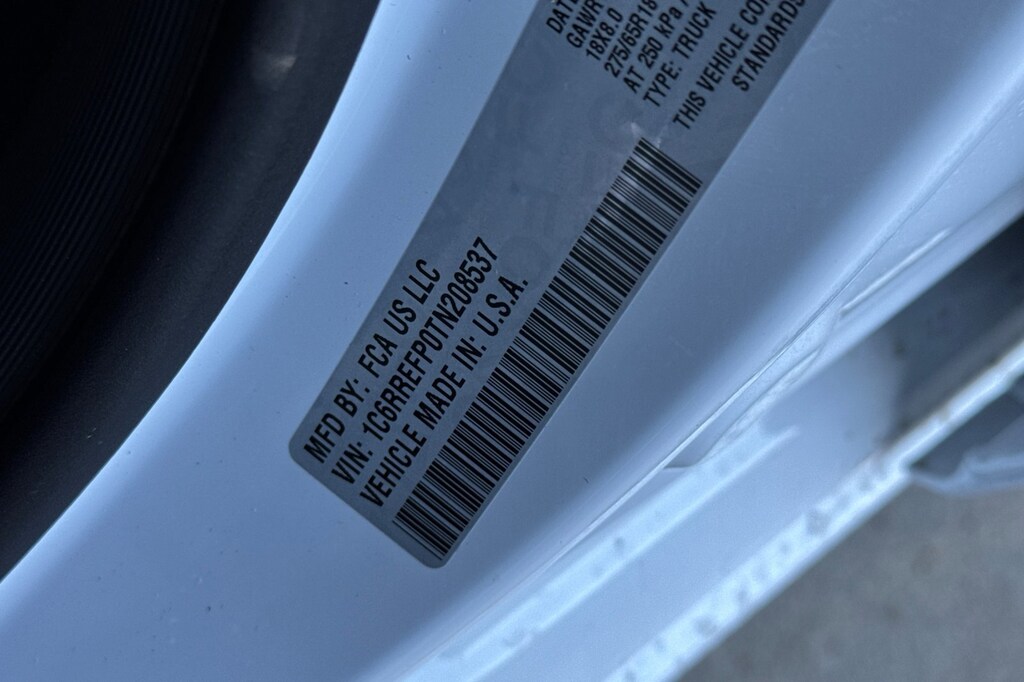 MFD BY: FCA US LLC
VIN: 1C6RREFP0TN208537
VEHICLE MADE IN: U.S.A.
GAWR
18X8.0
275/65R18
AT 250 kPa /
TYPE: TRUCK
THIS VEHICLE
STANDARDS